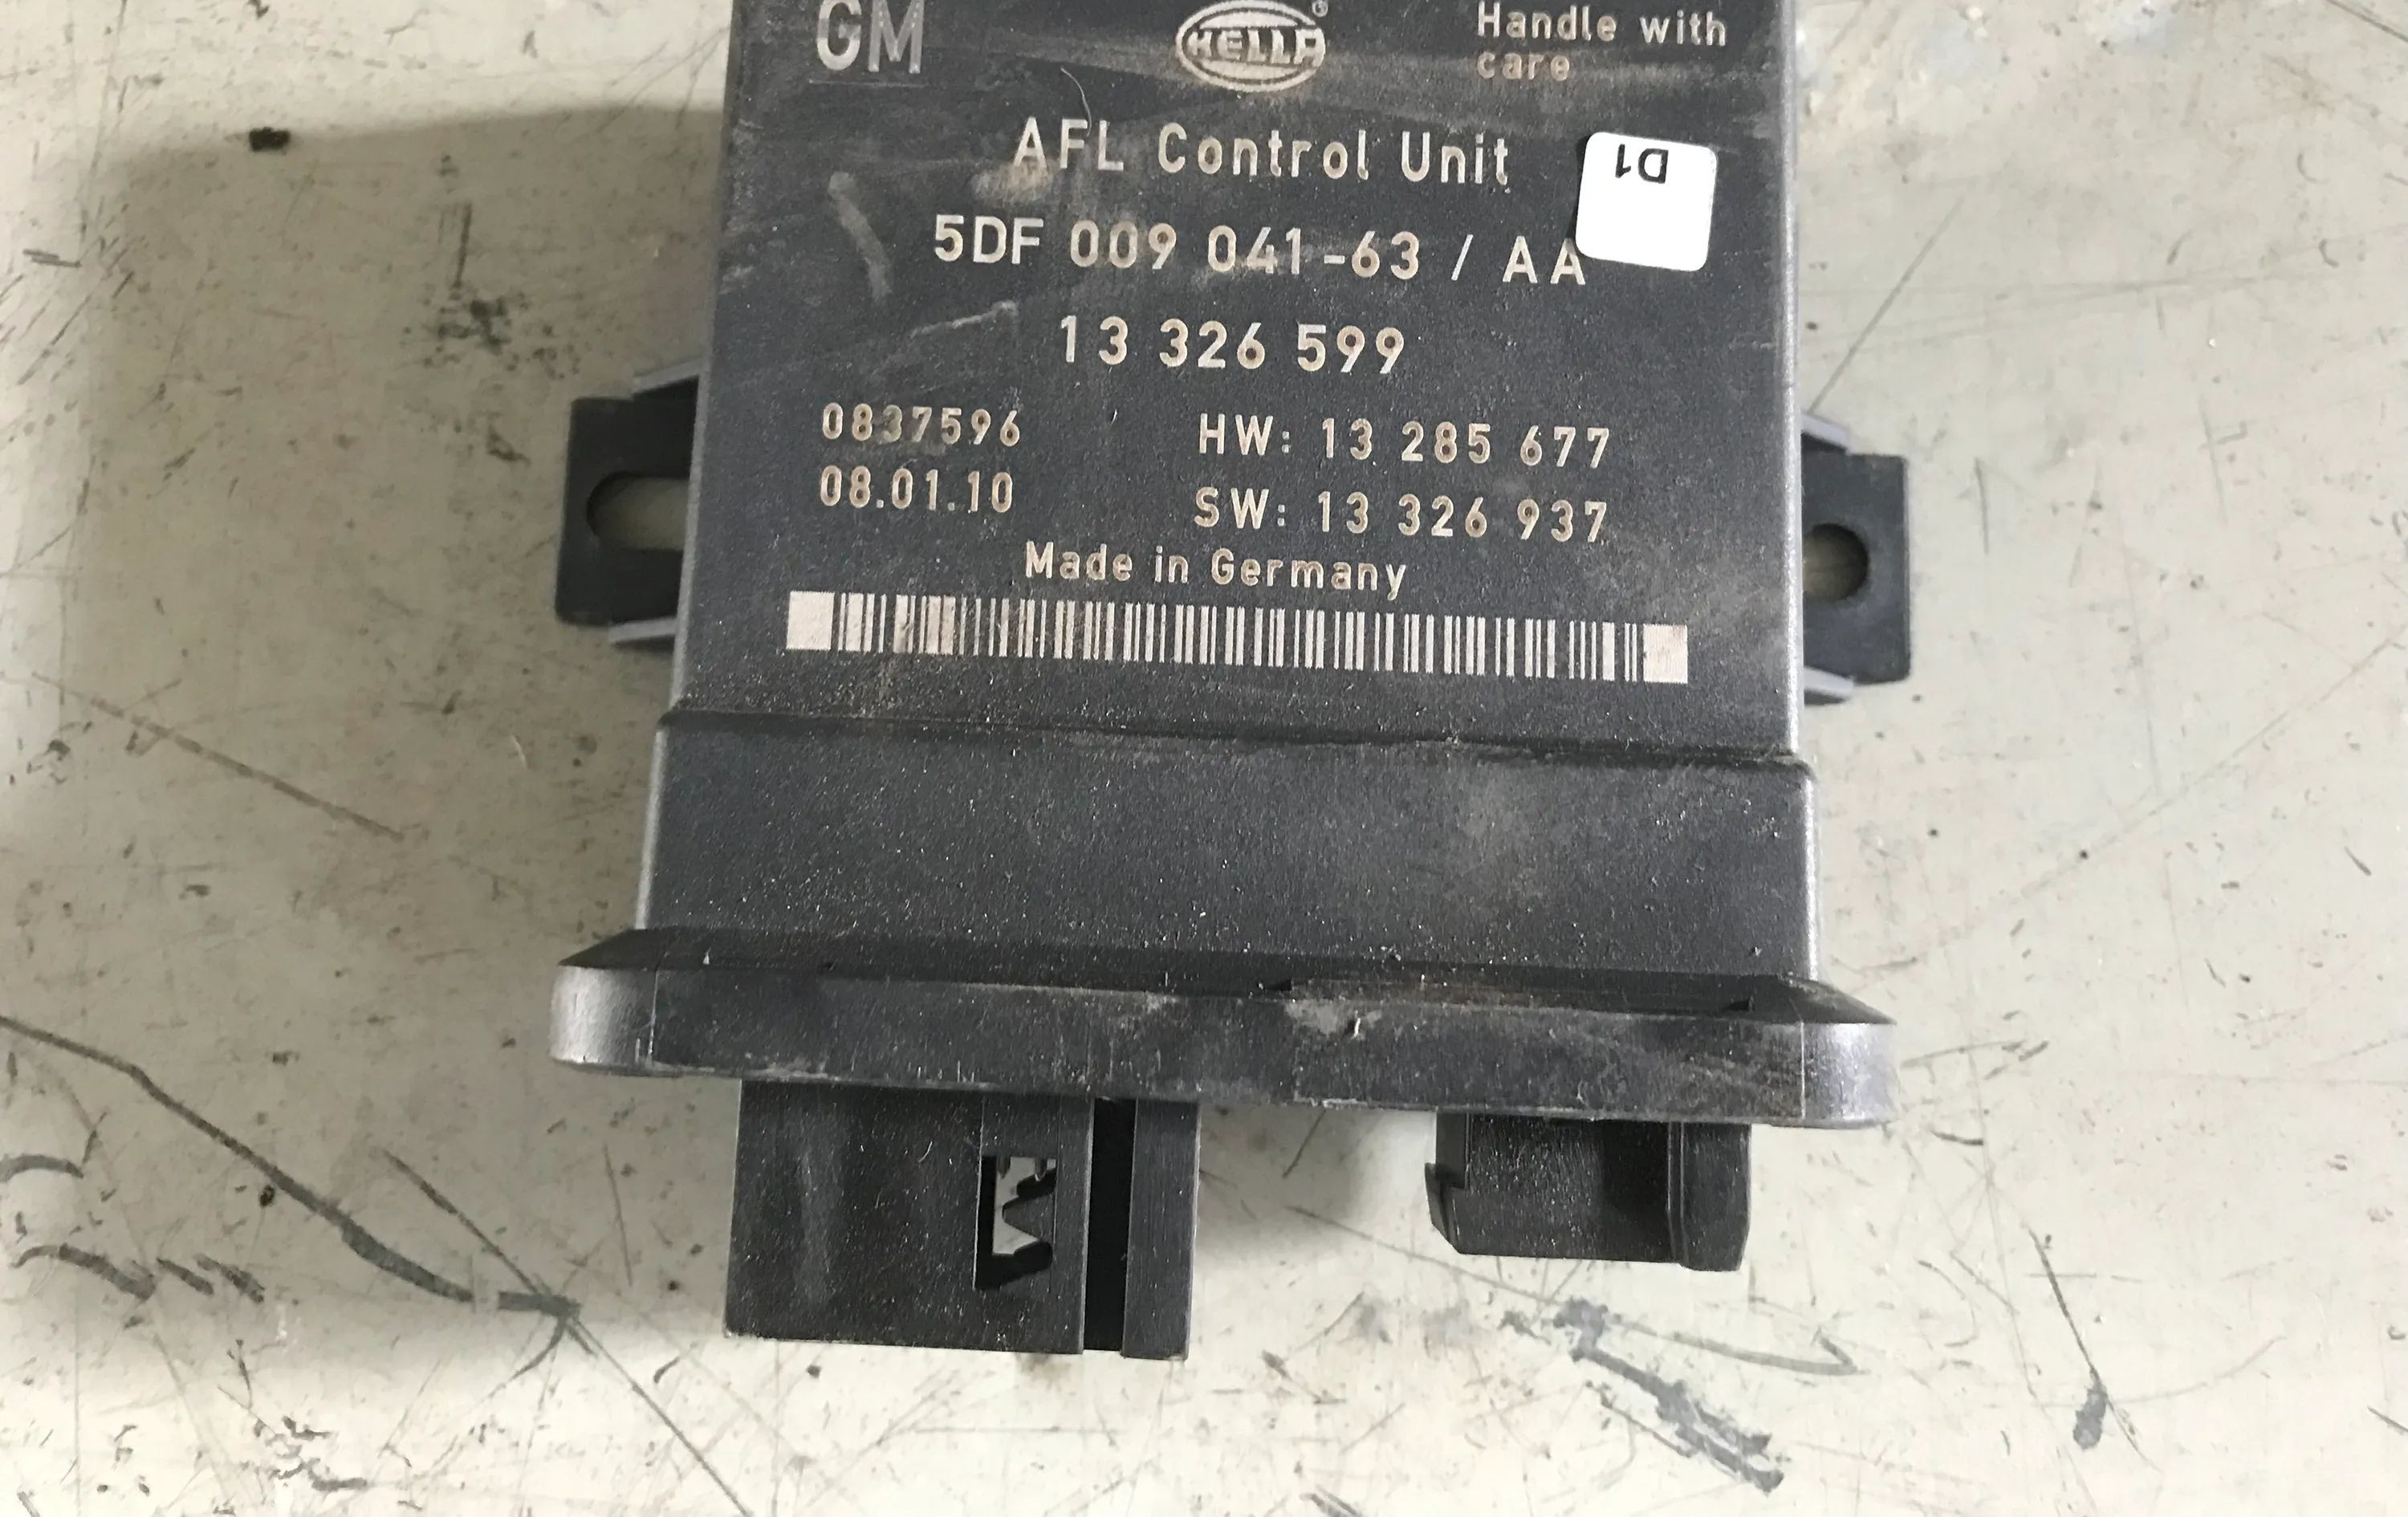 GM
HELLA®
Handle with
care
AFL Control Unit
D1
5DF 009 041-63 / AA
13 326 599
0837596
HW: 13 285 677
08.01.10
SW: 13 326 937
Made in Germany